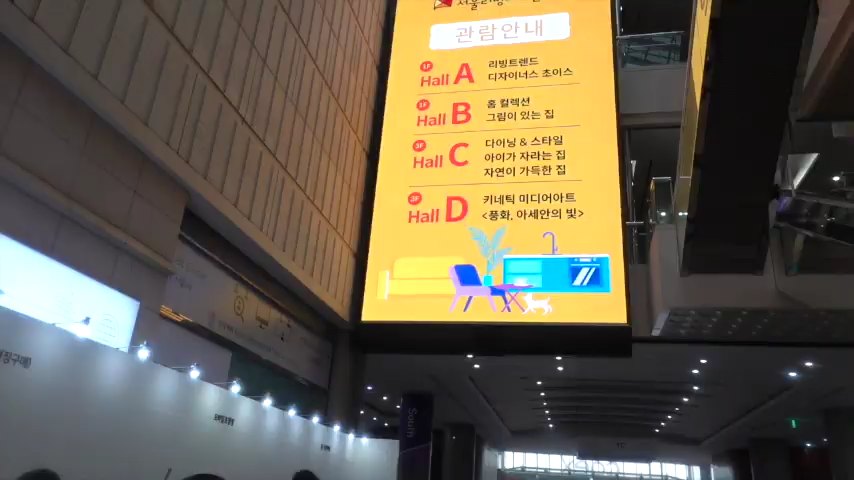 관람안내
1F
Hall A
리빙트렌드
디자이너스 초이스
1F
Hall B
홈 컬렉션
그림이 있는 집
3F
Hall C
다이닝 & 스타일
아이가 자라는 집
자연이 가득한 집
3F
Hall D
키네틱 미디어아트
<풍화, 아세안의 빛>
South